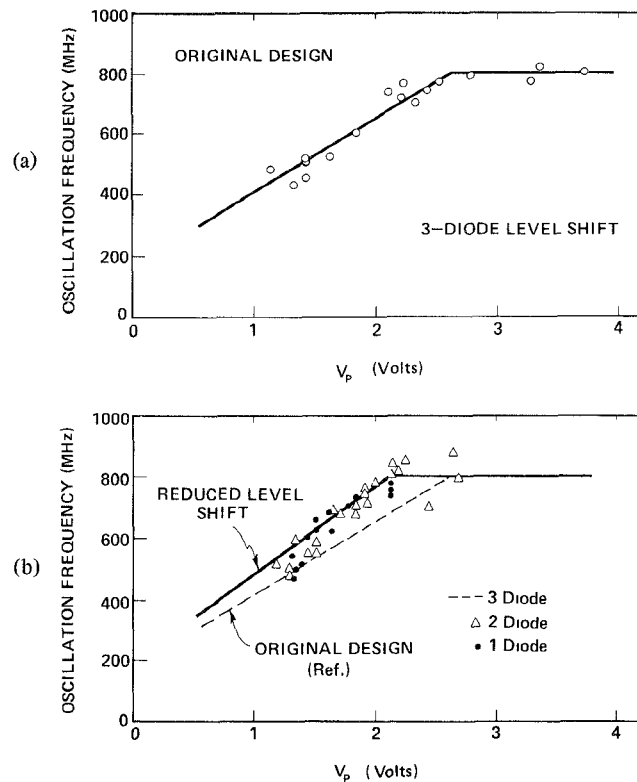 (a)
OSCILLATION FREQUENCY (MHz)
1000
800
600
400
200
0
ORIGINAL DESIGN
3-DIODE LEVEL SHIFT
0 1 2 3 4
VP (Volts)
(b)
OSCILLATION FREQUENCY (MHz)
1000
800
600
400
200
0
REDUCED LEVEL
SHIFT
ORIGINAL DESIGN
(Ref.)
--- 3 Diode
△ 2 Diode
• 1 Diode
0 1 2 3 4
VP (Volts)